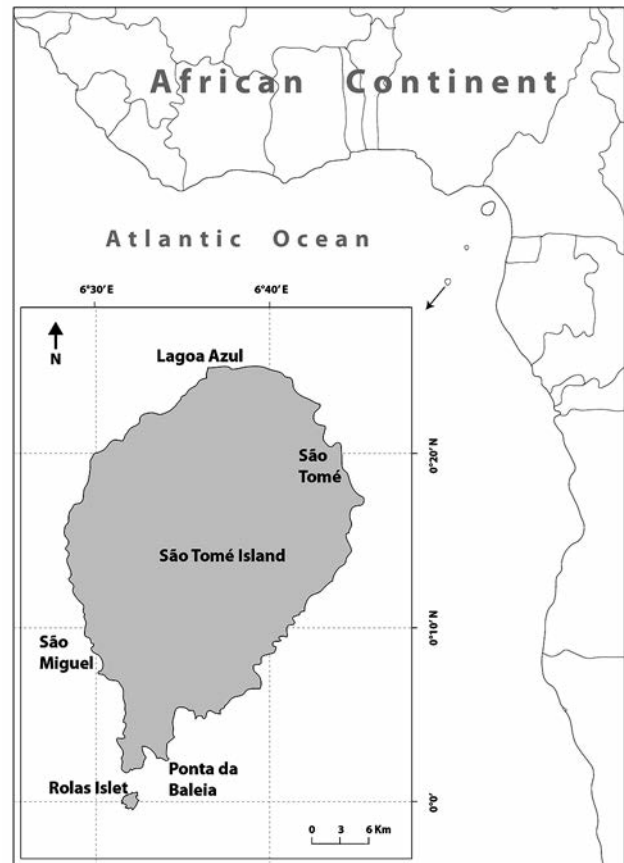 African Continent
Atlantic Ocean
6°30′ E
6°40′ E
N
Lagoa Azul
São
Tomé
0°20′N
São Tomé Island
São
Miguel
0°10′N
Ponta da
Baleia
Rolas Islet
0°0′
0 3 6 Km